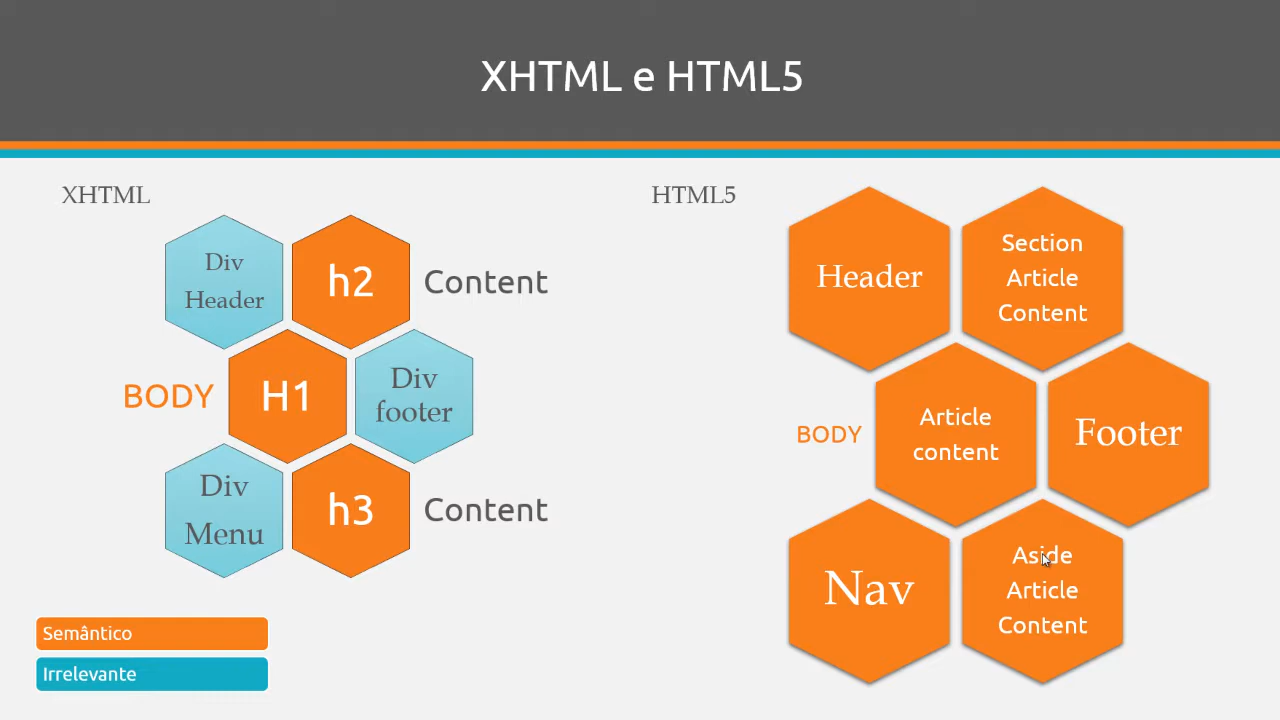 XHTML e HTML5
XHTML
Div
Header
h2
Content
BODY
H1
Div
footer
Div
Menu
h3
Content
Semântico
Irrelevante
HTML5
Header
Section
Article
Content
BODY
Article
content
Footer
Nav
Aside
Article
Content